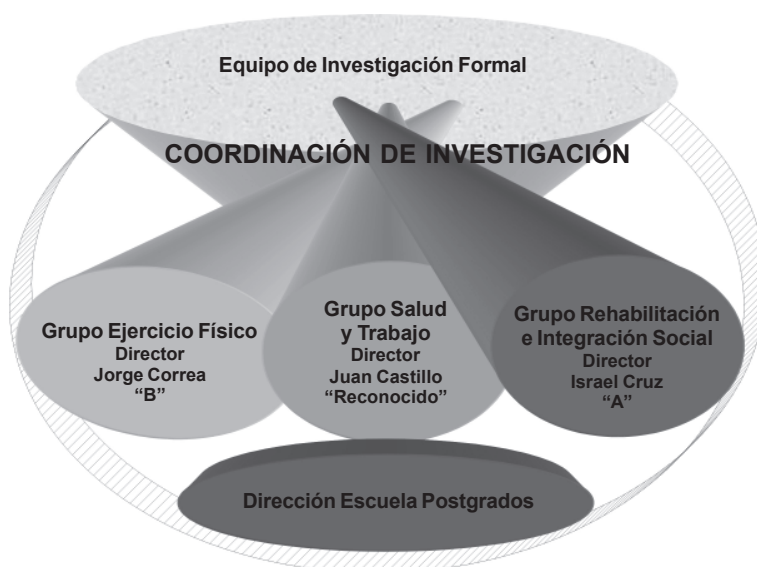 Equipo de Investigación Formal
COORDINACIÓN DE INVESTIGACIÓN
Grupo Ejercicio Físico
Director
Jorge Correa
“B”
Grupo Salud
y Trabajo
Director
Juan Castillo
“Reconocido”
Grupo Rehabilitación
e Integración Social
Director
Israel Cruz
“A”
Dirección Escuela Postgrados